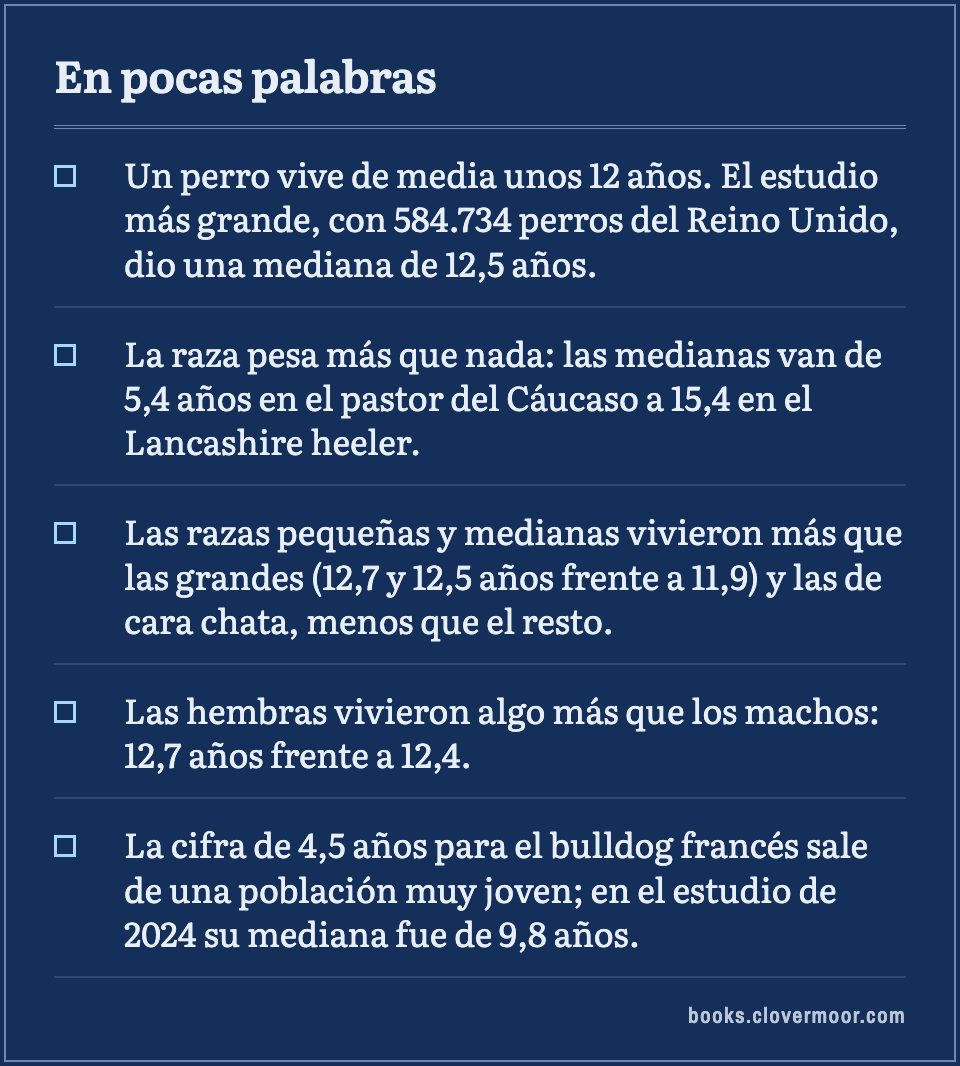 En pocas palabras
Un perro vive de media unos 12 años. El estudio
más grande, con 584.734 perros del Reino Unido,
dio una mediana de 12,5 años.
La raza pesa más que nada: las medianas van de
5,4 años en el pastor del Cáucaso a 15,4 en el
Lancashire heeler.
Las razas pequeñas y medianas vivieron más que
las grandes (12,7 y 12,5 años frente a 11,9) y las de
cara chata, menos que el resto.
Las hembras vivieron algo más que los machos:
12,7 años frente a 12,4.
La cifra de 4,5 años para el bulldog francés sale
de una población muy joven; en el estudio de
2024 su mediana fue de 9,8 años.
books.clovermoor.com